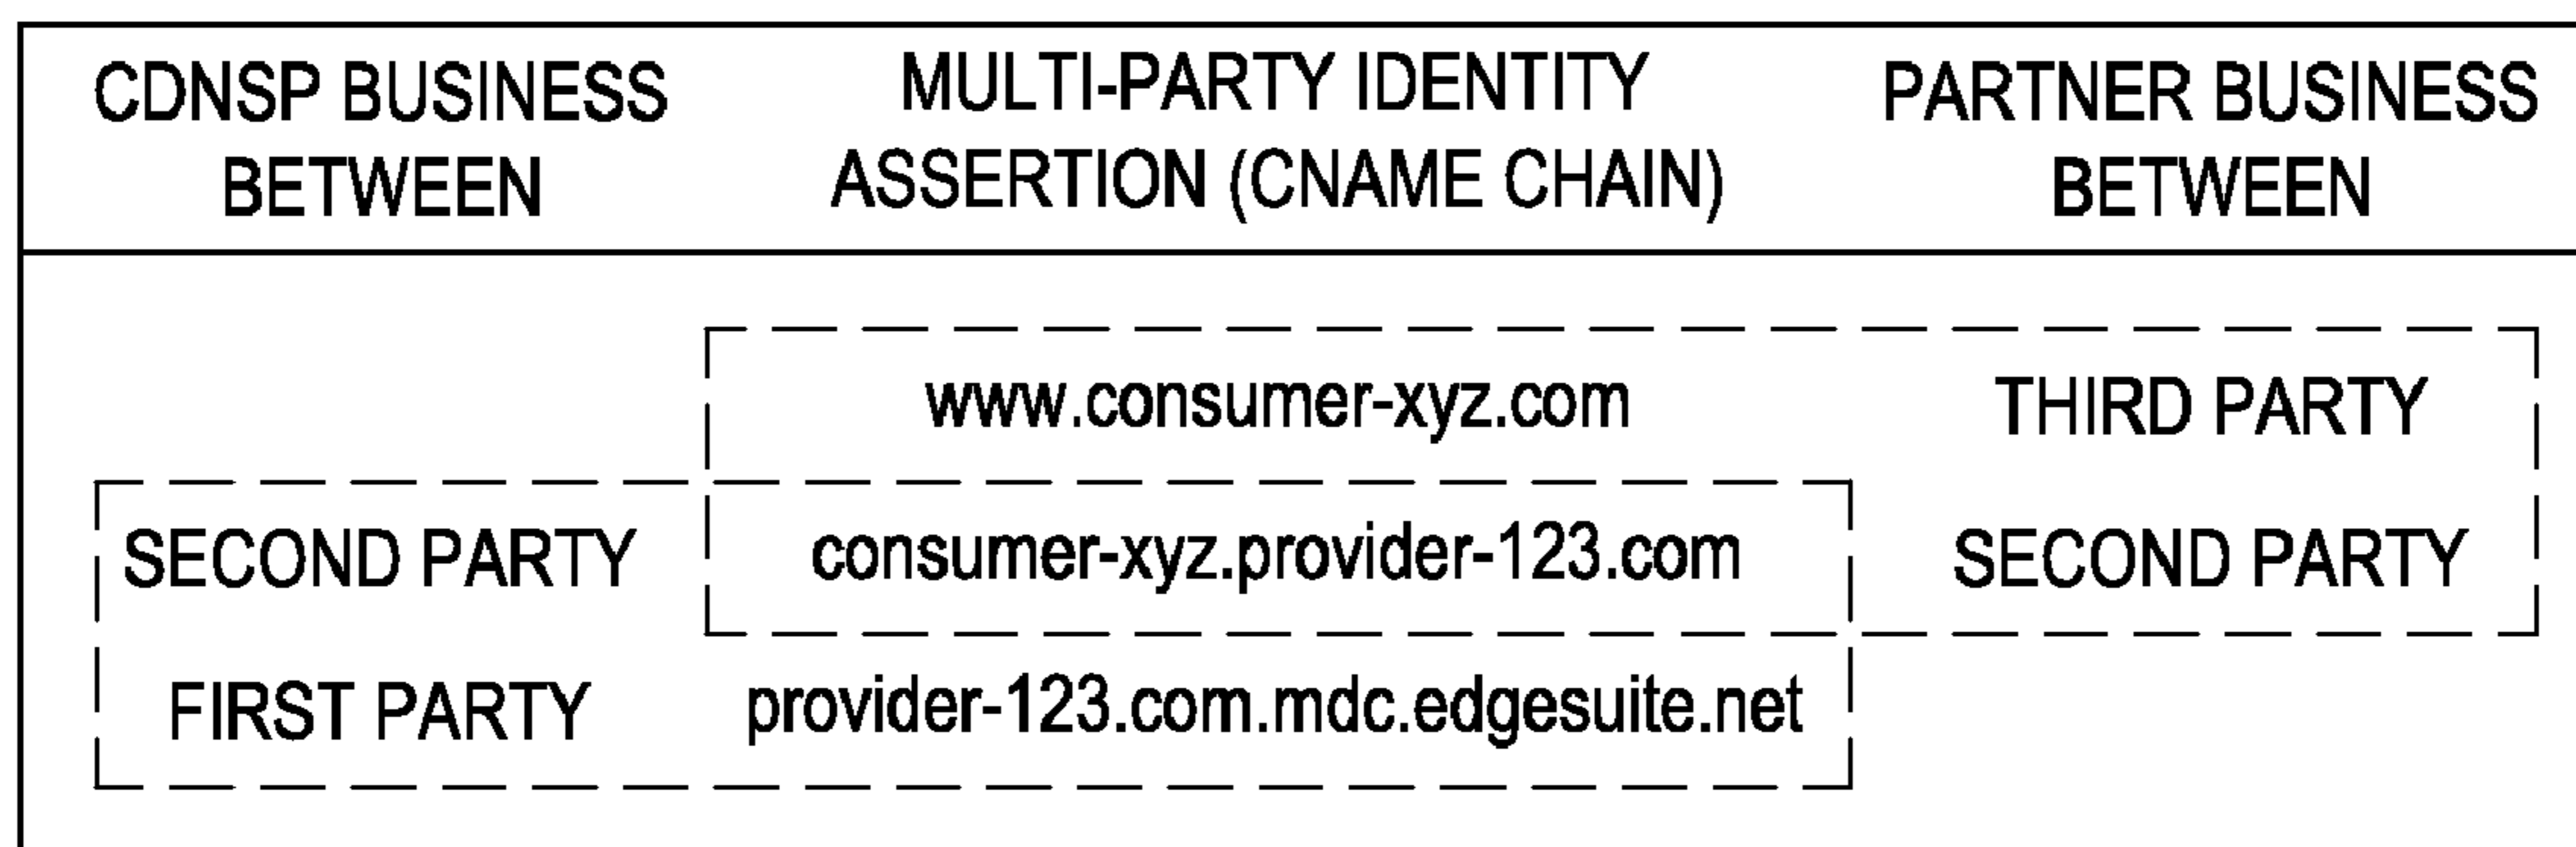 CDNSP BUSINESS
BETWEEN
MULTI-PARTY IDENTITY
ASSERTION (CNAME CHAIN)
PARTNER BUSINESS
BETWEEN
www.consumer-xyz.com
THIRD PARTY
SECOND PARTY
consumer-xyz.provider-123.com
SECOND PARTY
FIRST PARTY
provider-123.com.mdc.edgesuite.net